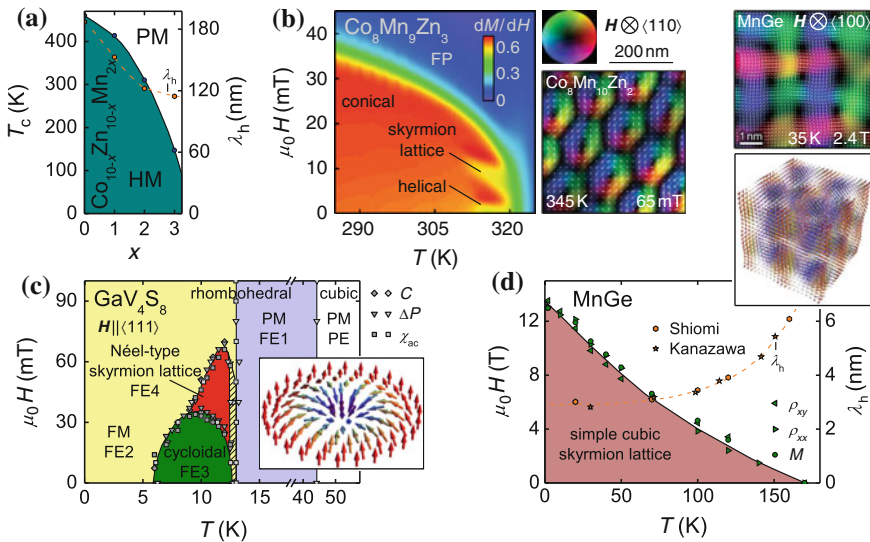 (a)
T_c (K)
400
300
200
100
0
PM
HM
Co_{10-x}Zn_{10-x}Mn_{2x}
λ_h
180
120
60
0
λ_h (nm)
0 1 2 3
x
(b)
Co_8Mn_9Zn_3
dM/dH
0.6
0.3
0
FP
conical
skyrmion
lattice
helical
μ_0H (mT)
40
30
20
10
0
290 305 320
T (K)
H ⊗ ⟨110⟩
200 nm
Co_8Mn_10Zn_2
345 K 65 mT
MnGe H ⊗ ⟨100⟩
1 nm 35 K 2.4 T
(c)
GaV_4S_8
H||⟨111⟩
rhombohedral
cubic
PM
FE1
PM
PE
C
ΔP
χ_ac
Néel-type
skyrmion lattice
FE4
FM
FE2
cycloidal
FE3
μ_0H (mT)
90
60
30
0
0 5 10 15 40 50
T (K)
(d)
MnGe
Shiomi
Kanazawa
λ_h
simple cubic
skyrmion lattice
ρ_xy
ρ_xx
M
μ_0H (T)
12
8
4
0
6
4
2
0
λ_h (nm)
0 50 100 150
T (K)